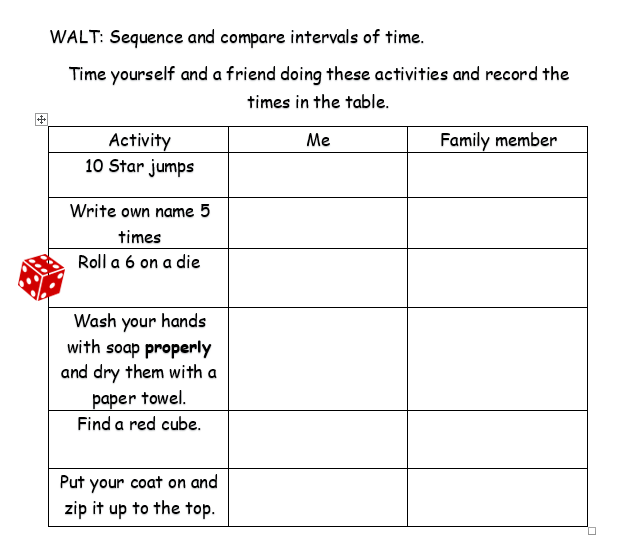 WALT: Sequence and compare intervals of time.
Time yourself and a friend doing these activities and record the
times in the table.
Activity Me Family member
10 Star jumps
Write own name 5
times
Roll a 6 on a die
Wash your hands
with soap properly
and dry them with a
paper towel.
Find a red cube.
Put your coat on and
zip it up to the top.